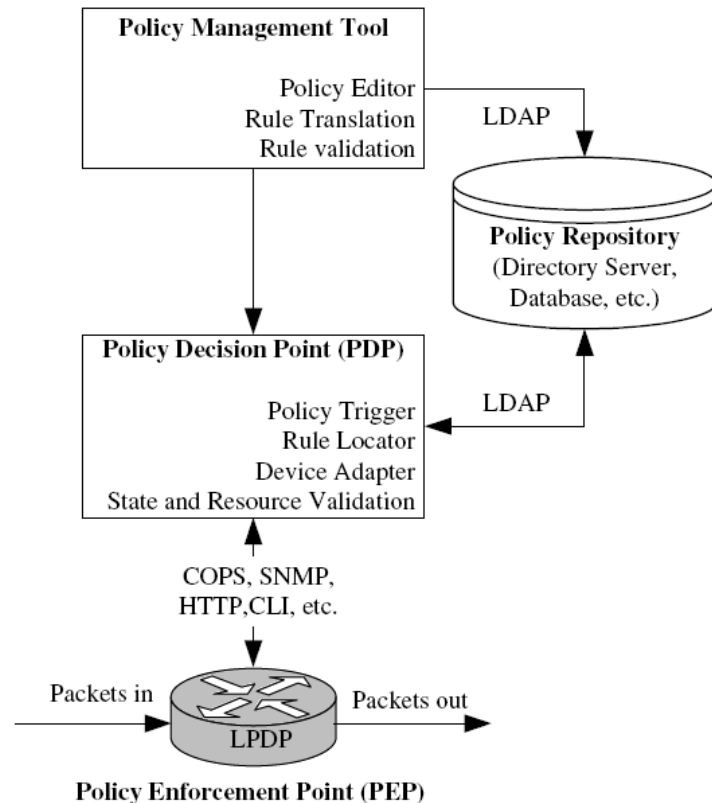 Policy Management Tool
Policy Editor
Rule Translation
Rule validation
LDAP
Policy Repository
(Directory Server,
Database, etc.)
Policy Decision Point (PDP)
Policy Trigger
Rule Locator
Device Adapter
State and Resource Validation
LDAP
COPS, SNMP,
HTTP,CLI, etc.
Packets in
LPDP
Packets out
Policy Enforcement Point (PEP)